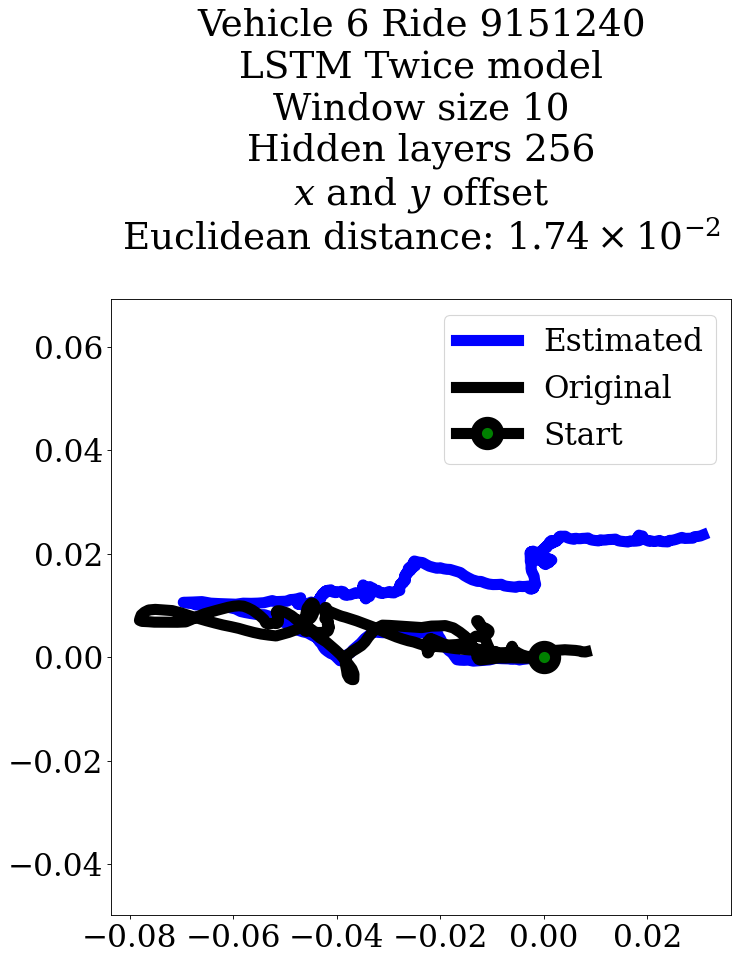 Vehicle 6 Ride 9151240
LSTM Twice model
Window size 10
Hidden layers 256
x and y offset
Euclidean distance: 1.74 × 10⁻²
Estimated
Original
Start
0.06
0.04
0.02
0.00
−0.02
−0.04
−0.08 −0.06 −0.04 −0.02 0.00 0.02